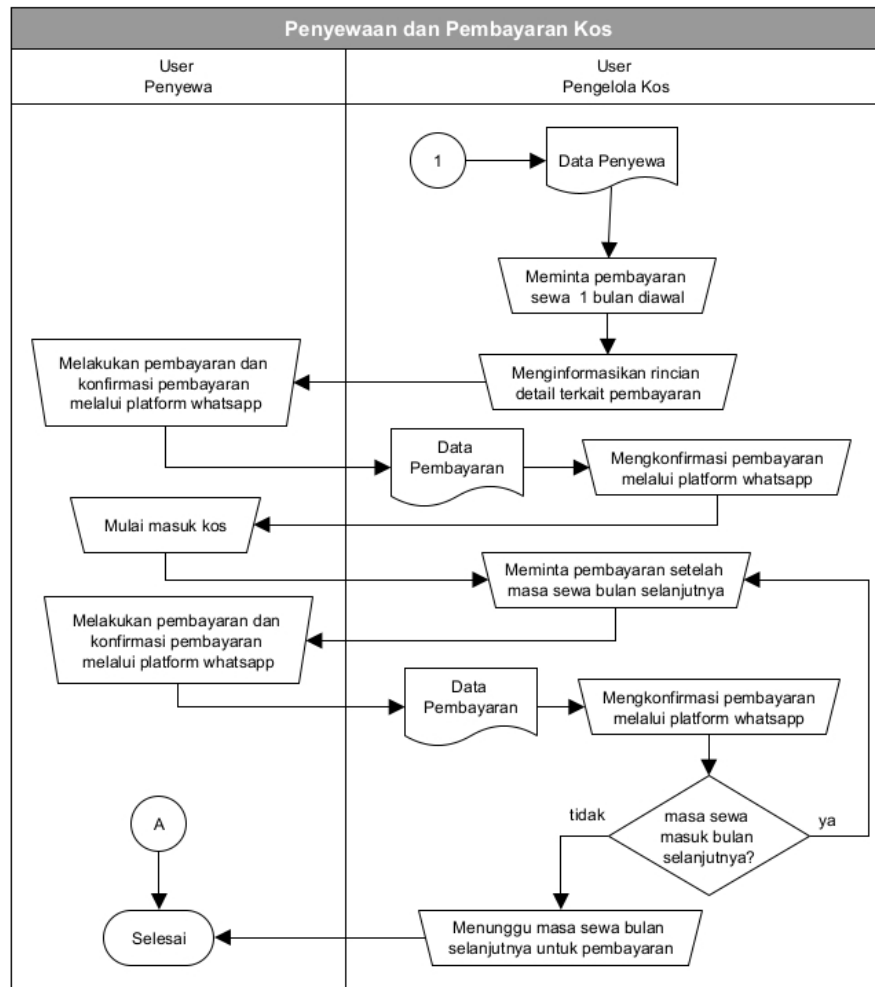 Penyewaan dan Pembayaran Kos
User
Penyewa
User
Pengelola Kos
1
Data Penyewa
Meminta pembayaran
sewa 1 bulan diawal
Menginformasikan rincian
detail terkait pembayaran
Melakukan pembayaran dan
konfirmasi pembayaran
melalui platform whatsapp
Data
Pembayaran
Mengkonfirmasi pembayaran
melalui platform whatsapp
Mulai masuk kos
Meminta pembayaran setelah
masa sewa bulan selanjutnya
Melakukan pembayaran dan
konfirmasi pembayaran
melalui platform whatsapp
Data
Pembayaran
Mengkonfirmasi pembayaran
melalui platform whatsapp
masa sewa
masuk bulan
selanjutnya?
tidak
ya
A
Menunggu masa sewa bulan
selanjutnya untuk pembayaran
Selesai